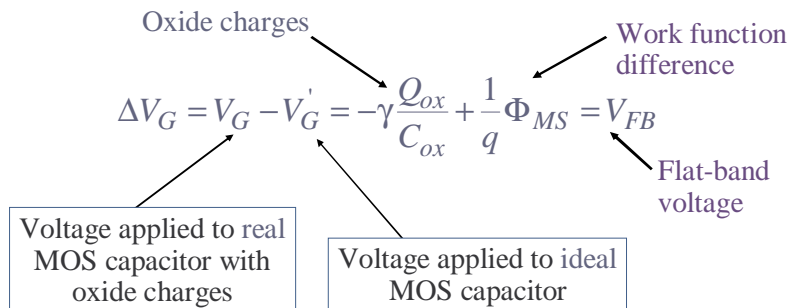 Oxide charges
Work function
difference
ΔV_G = V_G − V_G' = −γ Q_ox / C_ox + 1/q Φ_MS = V_FB
Flat-band
voltage
Voltage applied to real
MOS capacitor with
oxide charges
Voltage applied to ideal
MOS capacitor